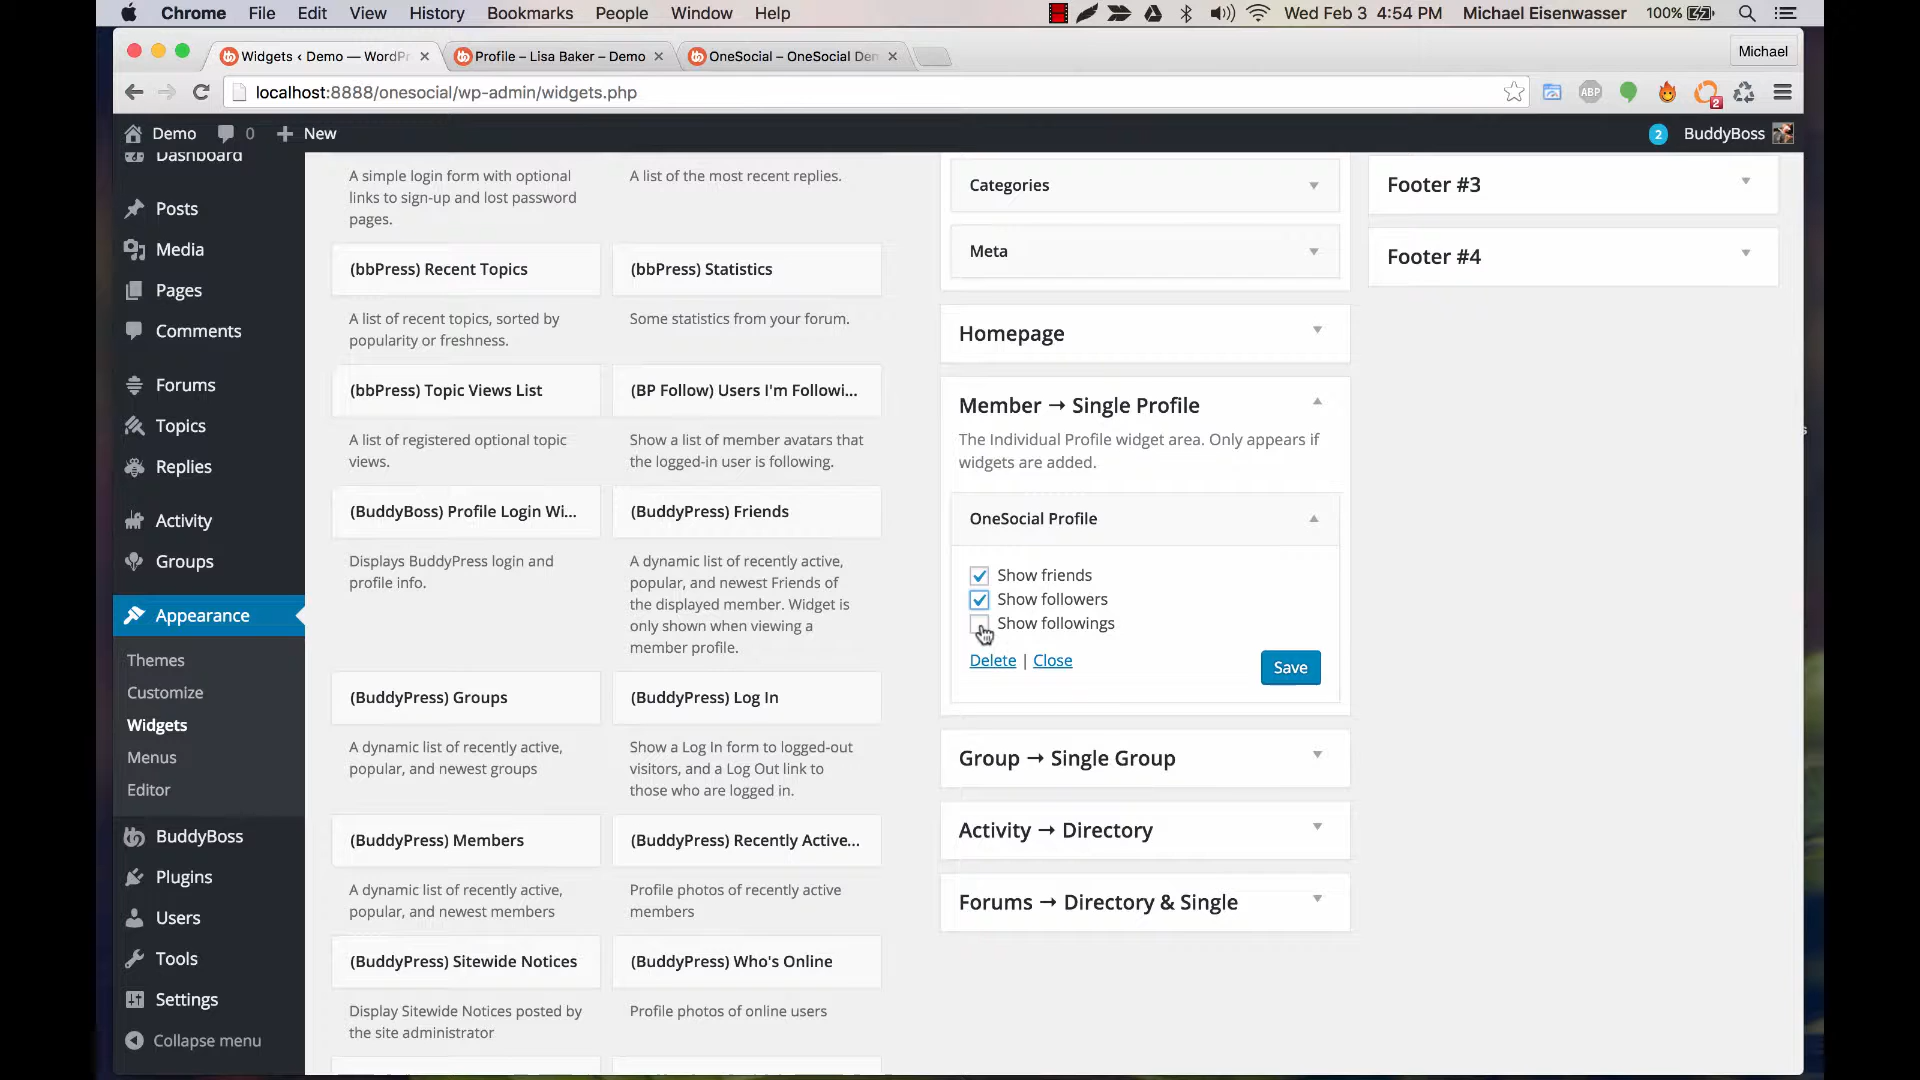 Chrome File Edit View History Bookmarks People Window Help
Wed Feb 3 4:54 PM Michael Eisenwasser 100%
Widgets ‹ Demo — WordPr
Profile – Lisa Baker – Demo
OneSocial – OneSocial Dem
Michael
localhost:8888/onesocial/wp-admin/widgets.php
ABP
2
Demo 0 New
2 BuddyBoss
Dashboard
Posts
Media
Pages
Comments
Forums
Topics
Replies
Activity
Groups
Appearance
Themes
Customize
Widgets
Menus
Editor
BuddyBoss
Plugins
Users
Tools
Settings
Collapse menu
A simple login form with optional
links to sign-up and lost password
pages.
A list of the most recent replies.
(bbPress) Recent Topics
(bbPress) Statistics
A list of recent topics, sorted by
popularity or freshness.
Some statistics from your forum.
(bbPress) Topic Views List
(BP Follow) Users I'm Followi...
A list of registered optional topic
views.
Show a list of member avatars that
the logged-in user is following.
(BuddyBoss) Profile Login Wi...
(BuddyPress) Friends
Displays BuddyPress login and
profile info.
A dynamic list of recently active,
popular, and newest Friends of
the displayed member. Widget is
only shown when viewing a
member profile.
(BuddyPress) Groups
(BuddyPress) Log In
A dynamic list of recently active,
popular, and newest groups
Show a Log In form to logged-out
visitors, and a Log Out link to
those who are logged in.
(BuddyPress) Members
(BuddyPress) Recently Active...
A dynamic list of recently active,
popular, and newest members
Profile photos of recently active
members
(BuddyPress) Sitewide Notices
(BuddyPress) Who's Online
Display Sitewide Notices posted by
the site administrator
Profile photos of online users
Categories
Meta
Homepage
Member → Single Profile
The Individual Profile widget area. Only appears if
widgets are added.
OneSocial Profile
Show friends
Show followers
Show followings
Delete | Close
Save
Group → Single Group
Activity → Directory
Forums → Directory & Single
Footer #3
Footer #4